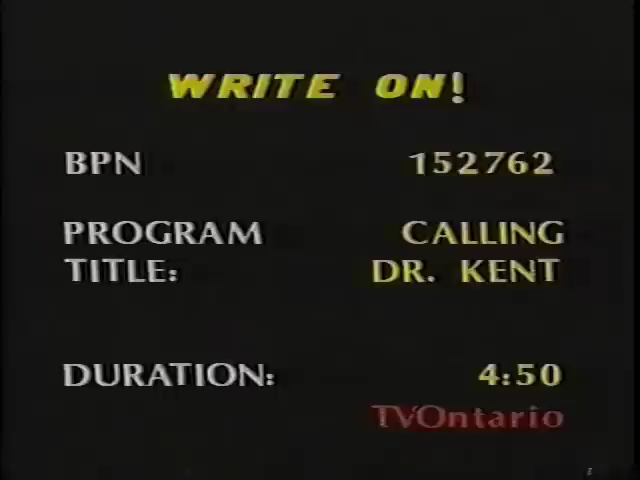 WRITE ON!
BPN 152762
PROGRAM CALLING
TITLE: DR. KENT
DURATION: 4:50
TVOntario